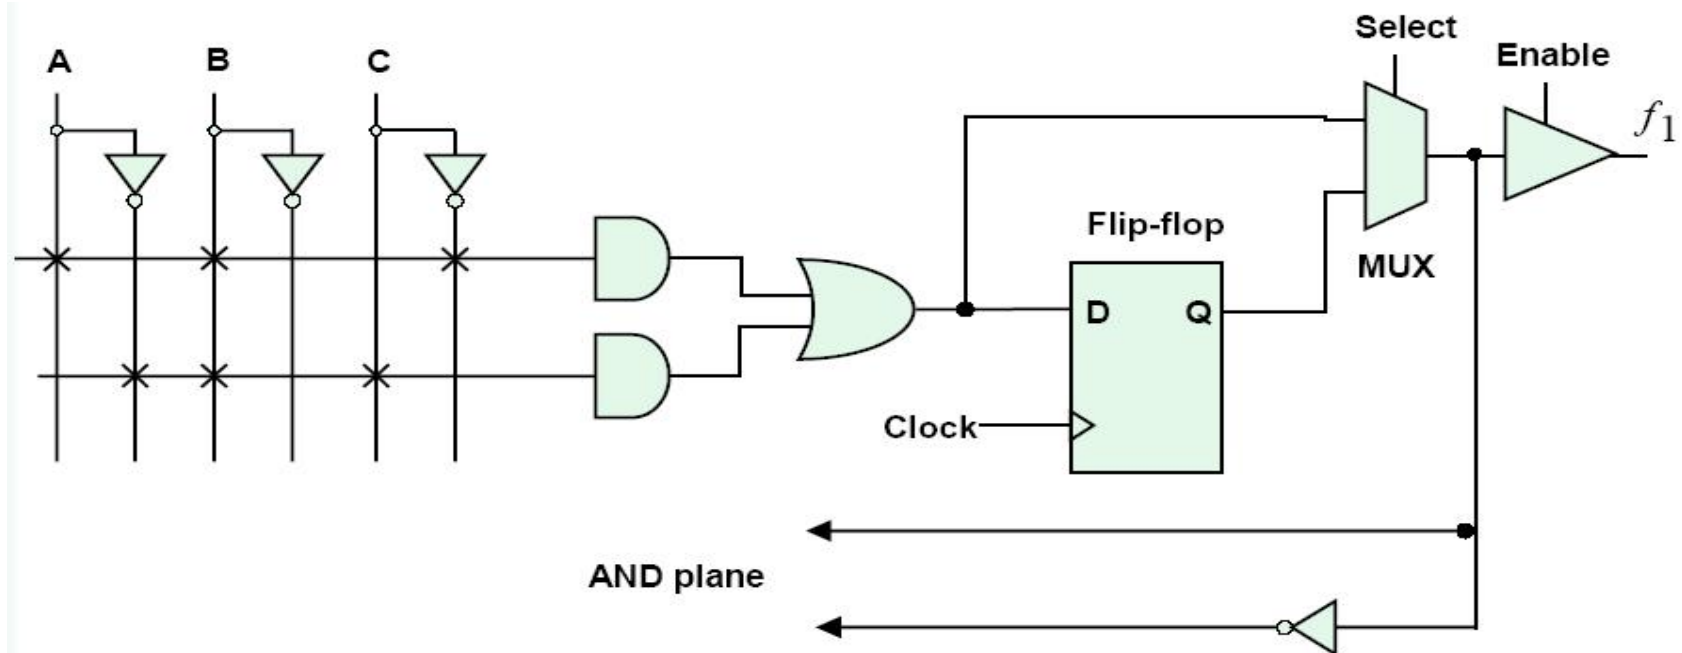 Select
Enable
A B C
f1
Flip-flop
MUX
D Q
Clock
AND plane